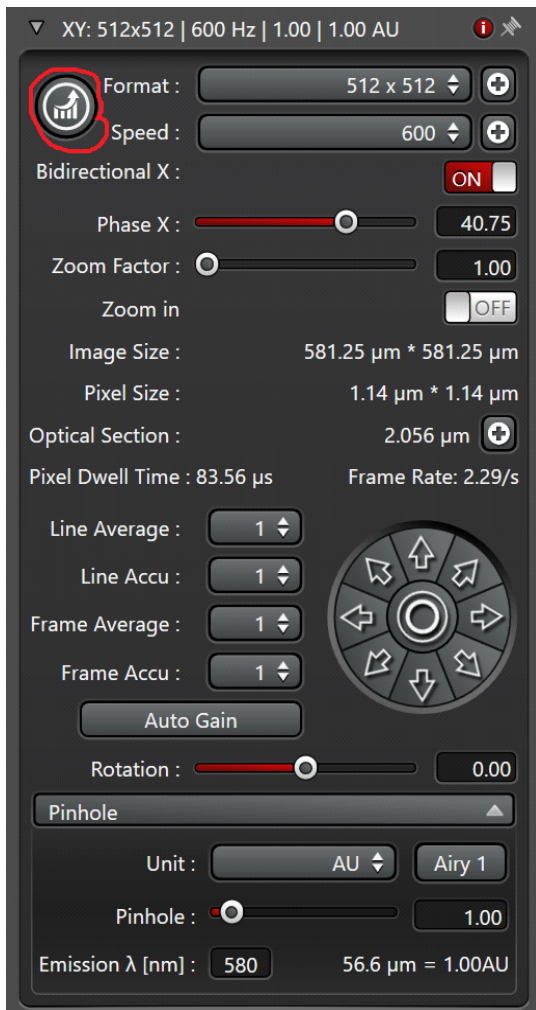 XY: 512x512 | 600 Hz | 1.00 | 1.00 AU
Format : 512 x 512
Speed : 600
Bidirectional X : ON
Phase X : 40.75
Zoom Factor : 1.00
Zoom in OFF
Image Size : 581.25 µm * 581.25 µm
Pixel Size : 1.14 µm * 1.14 µm
Optical Section : 2.056 µm
Pixel Dwell Time : 83.56 µs Frame Rate: 2.29/s
Line Average : 1
Line Accu : 1
Frame Average : 1
Frame Accu : 1
Auto Gain
Rotation : 0.00
Pinhole
Unit : AU Airy 1
Pinhole : 1.00
Emission λ [nm] : 580 56.6 µm = 1.00AU